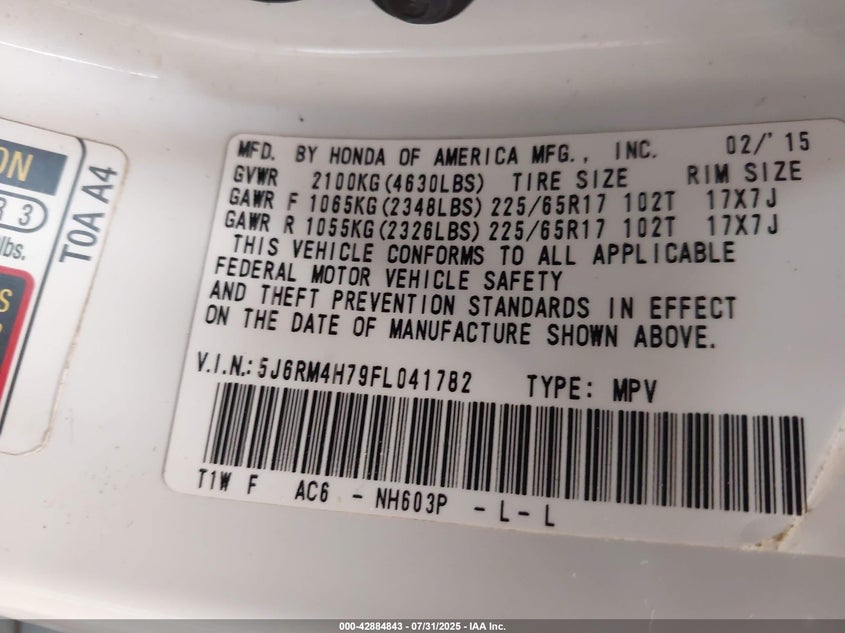 MFD. BY HONDA OF AMERICA MFG., INC. 02/'15
GVWR 2100KG(4630LBS) TIRE SIZE RIM SIZE
GAWR F 1065KG(2348LBS) 225/65R17 102T 17X7J
GAWR R 1055KG(2326LBS) 225/65R17 102T 17X7J
THIS VEHICLE CONFORMS TO ALL APPLICABLE
FEDERAL MOTOR VEHICLE SAFETY
AND THEFT PREVENTION STANDARDS IN EFFECT
ON THE DATE OF MANUFACTURE SHOWN ABOVE.
V.I.N.: 5J6RM4H79FL041782 TYPE: MPV
T1W F AC6 - NH603P - L - L
T0A A4
ON
R 3
lbs.
S
000-42884843 - 07/31/2025 - IAA Inc.